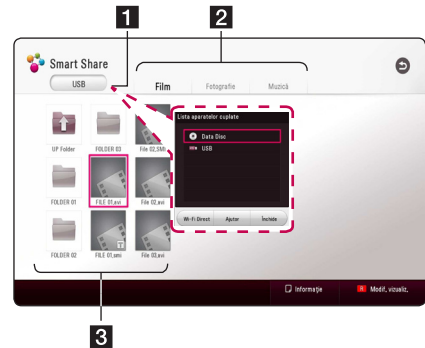 1
2
Smart Share
USB
Film
Fotografie
Muzică
Lista aparatelor cuplate
Data Disc
USB
Wi-Fi Direct
Ajutor
Închide
UP Folder
FOLDER 03
File 02,SMI
FOLDER 01
FILE 01,avi
File 02,avi
FOLDER 02
T
FILE 01,smi
File 03,avi
Informaţie
Modif, vizualiz,
3